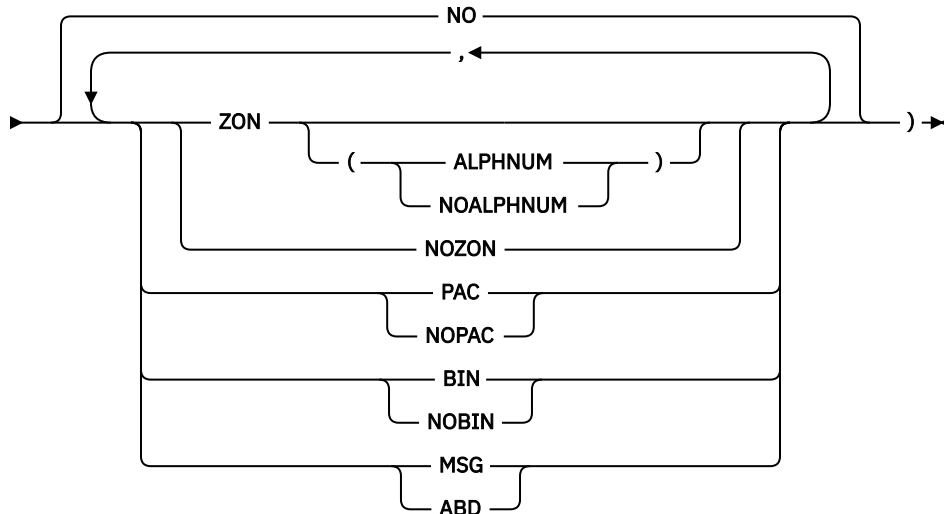 NO
,
ZON
( ALPHNUM )
NOALPHNUM
NOZON
PAC
NOPAC
BIN
NOBIN
MSG
ABD
)